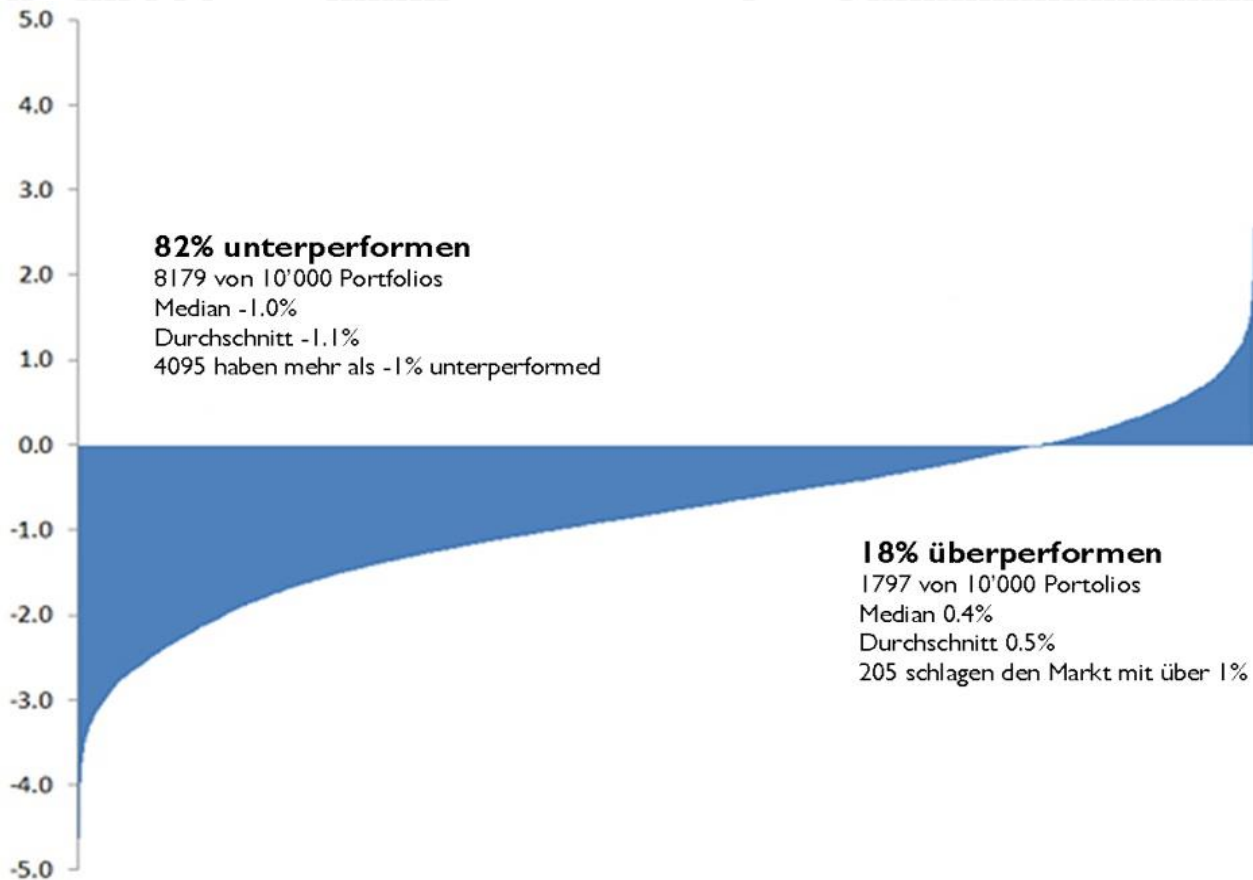 5.0
4.0
3.0
82% unterperformen
2.0
8179 von 10'000 Portfolios
Median -1.0%
Durchschnitt -1.1%
1.0
4095 haben mehr als -1% unterperformed
0.0
-1.0
18% überperformen
1797 von 10'000 Portolios
-2.0
Median 0.4%
Durchschnitt 0.5%
205 schlagen den Markt mit über 1%
-3.0
-4.0
-5.0